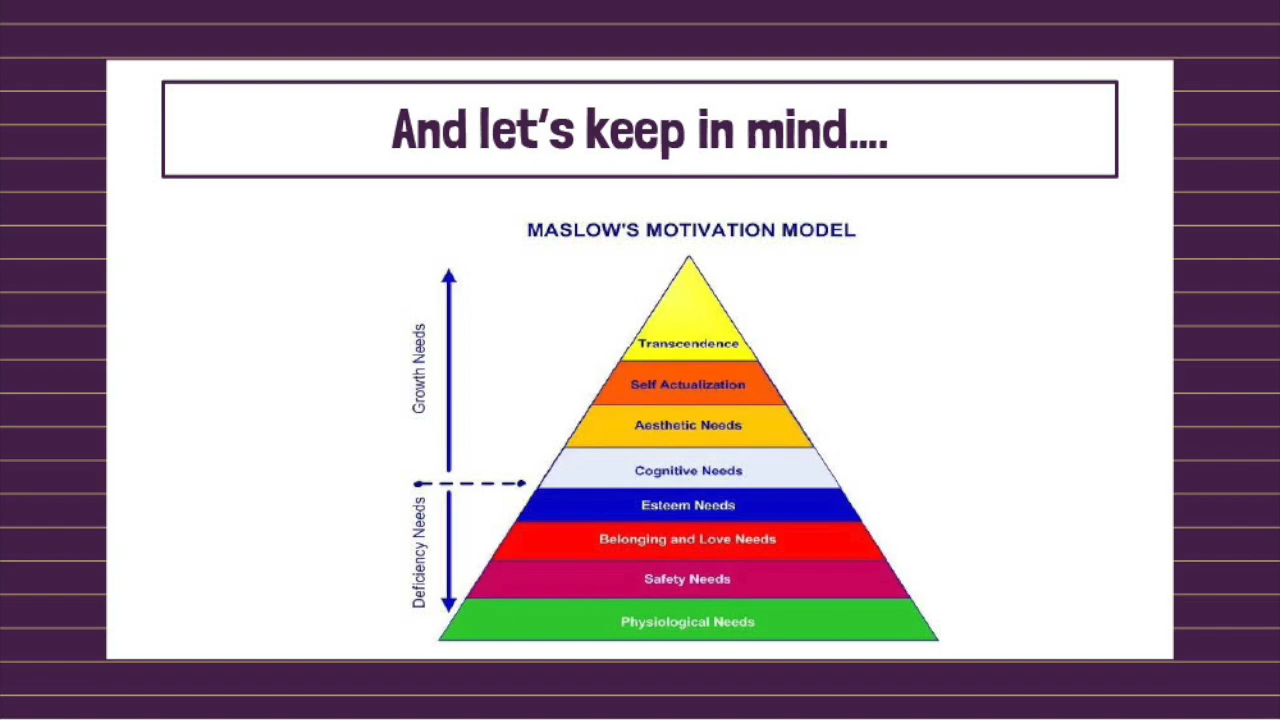 And let's keep in mind....
MASLOW'S MOTIVATION MODEL
Growth Needs
Deficiency Needs
Transcendence
Self Actualization
Aesthetic Needs
Cognitive Needs
Esteem Needs
Belonging and Love Needs
Safety Needs
Physiological Needs